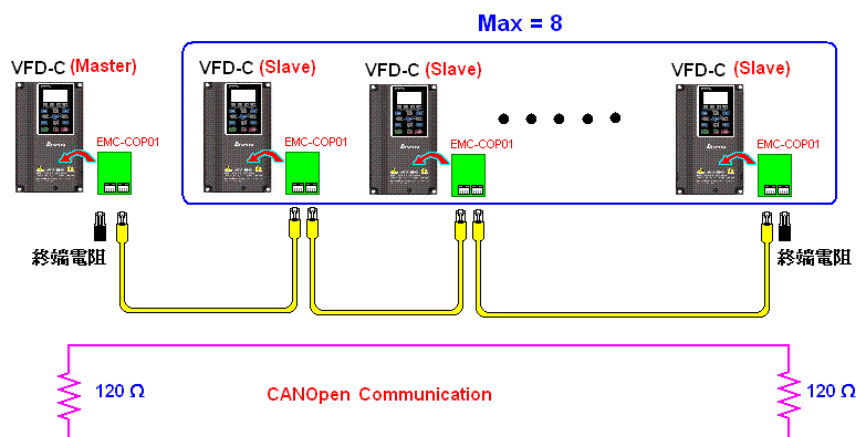 Max = 8
VFD-C (Master)
VFD-C (Slave)
VFD-C (Slave)
VFD-C (Slave)
EMC-COP01
EMC-COP01
EMC-COP01
EMC-COP01
終端電阻
終端電阻
120 Ω
CANOpen Communication
120 Ω